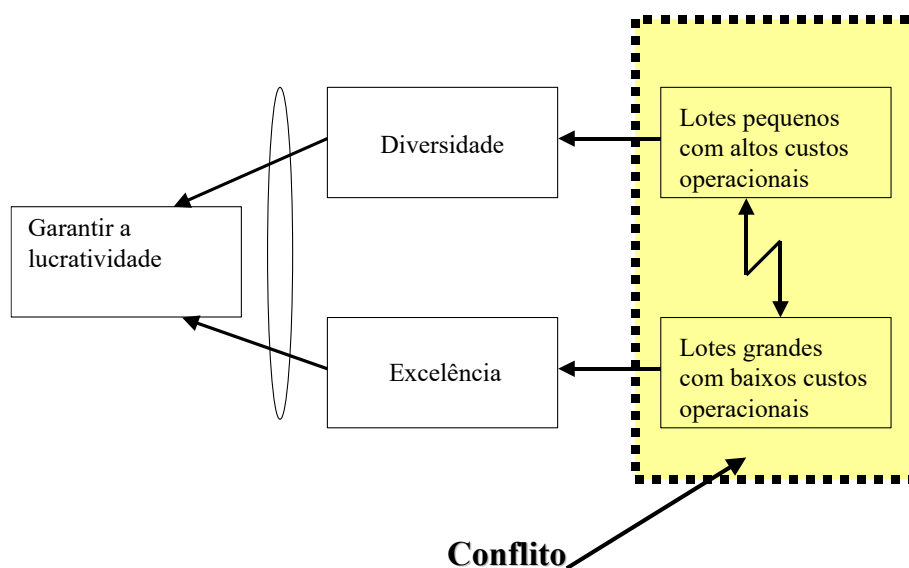 Garantir a
lucratividade
Diversidade
Excelência
Lotes pequenos
com altos custos
operacionais
Lotes grandes
com baixos custos
operacionais
Conflito